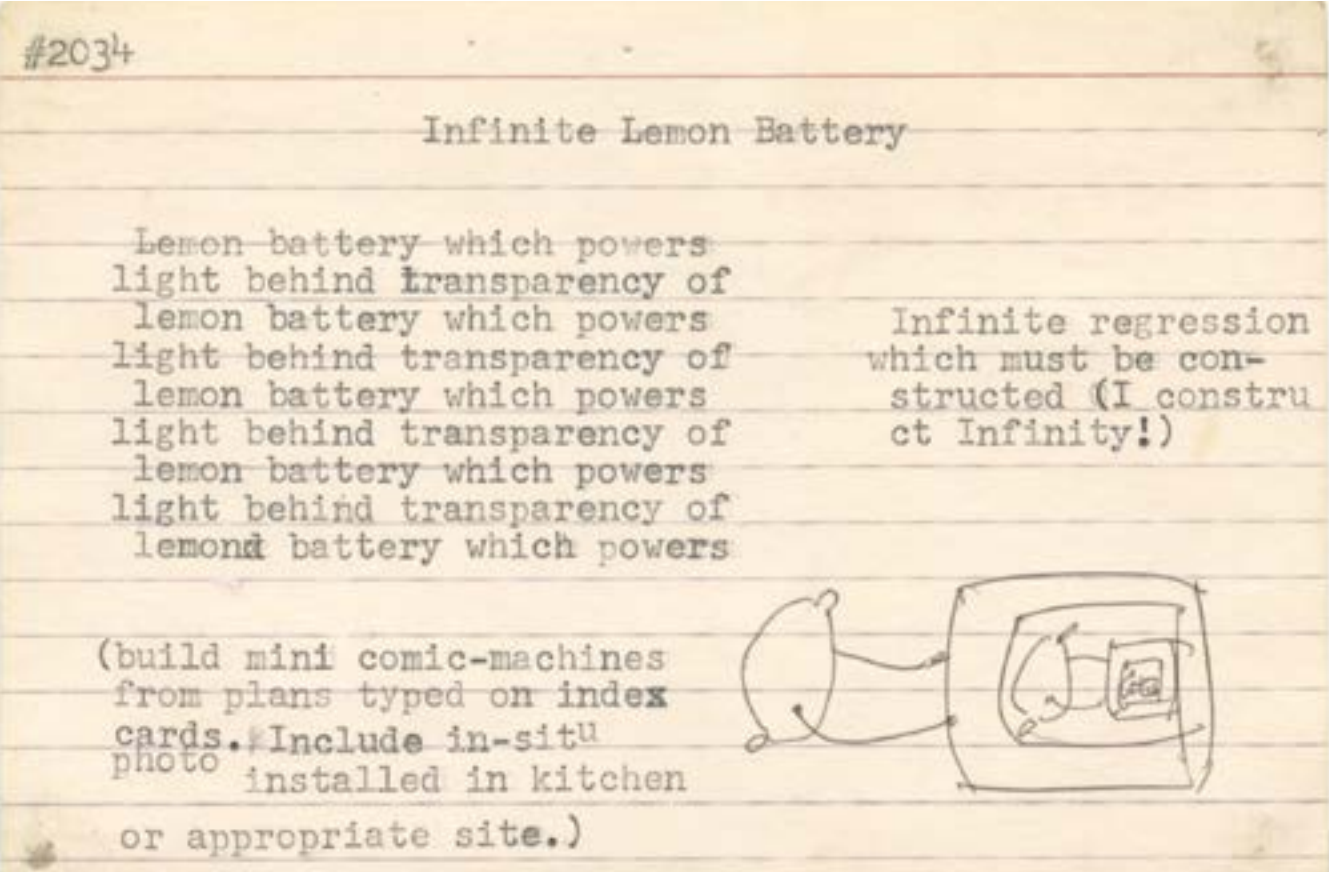 #2034
Infinite Lemon Battery
Lemon battery which powers
light behind transparency of
lemon battery which powers
light behind transparency of
lemon battery which powers
light behind transparency of
lemon battery which powers
light behind transparency of
lemond battery which powers
Infinite regression
which must be con-
structed (I constru
ct Infinity!)
(build mini comic-machines
from plans typed on index
cards. Include in-situ
photo installed in kitchen
or appropriate site.)